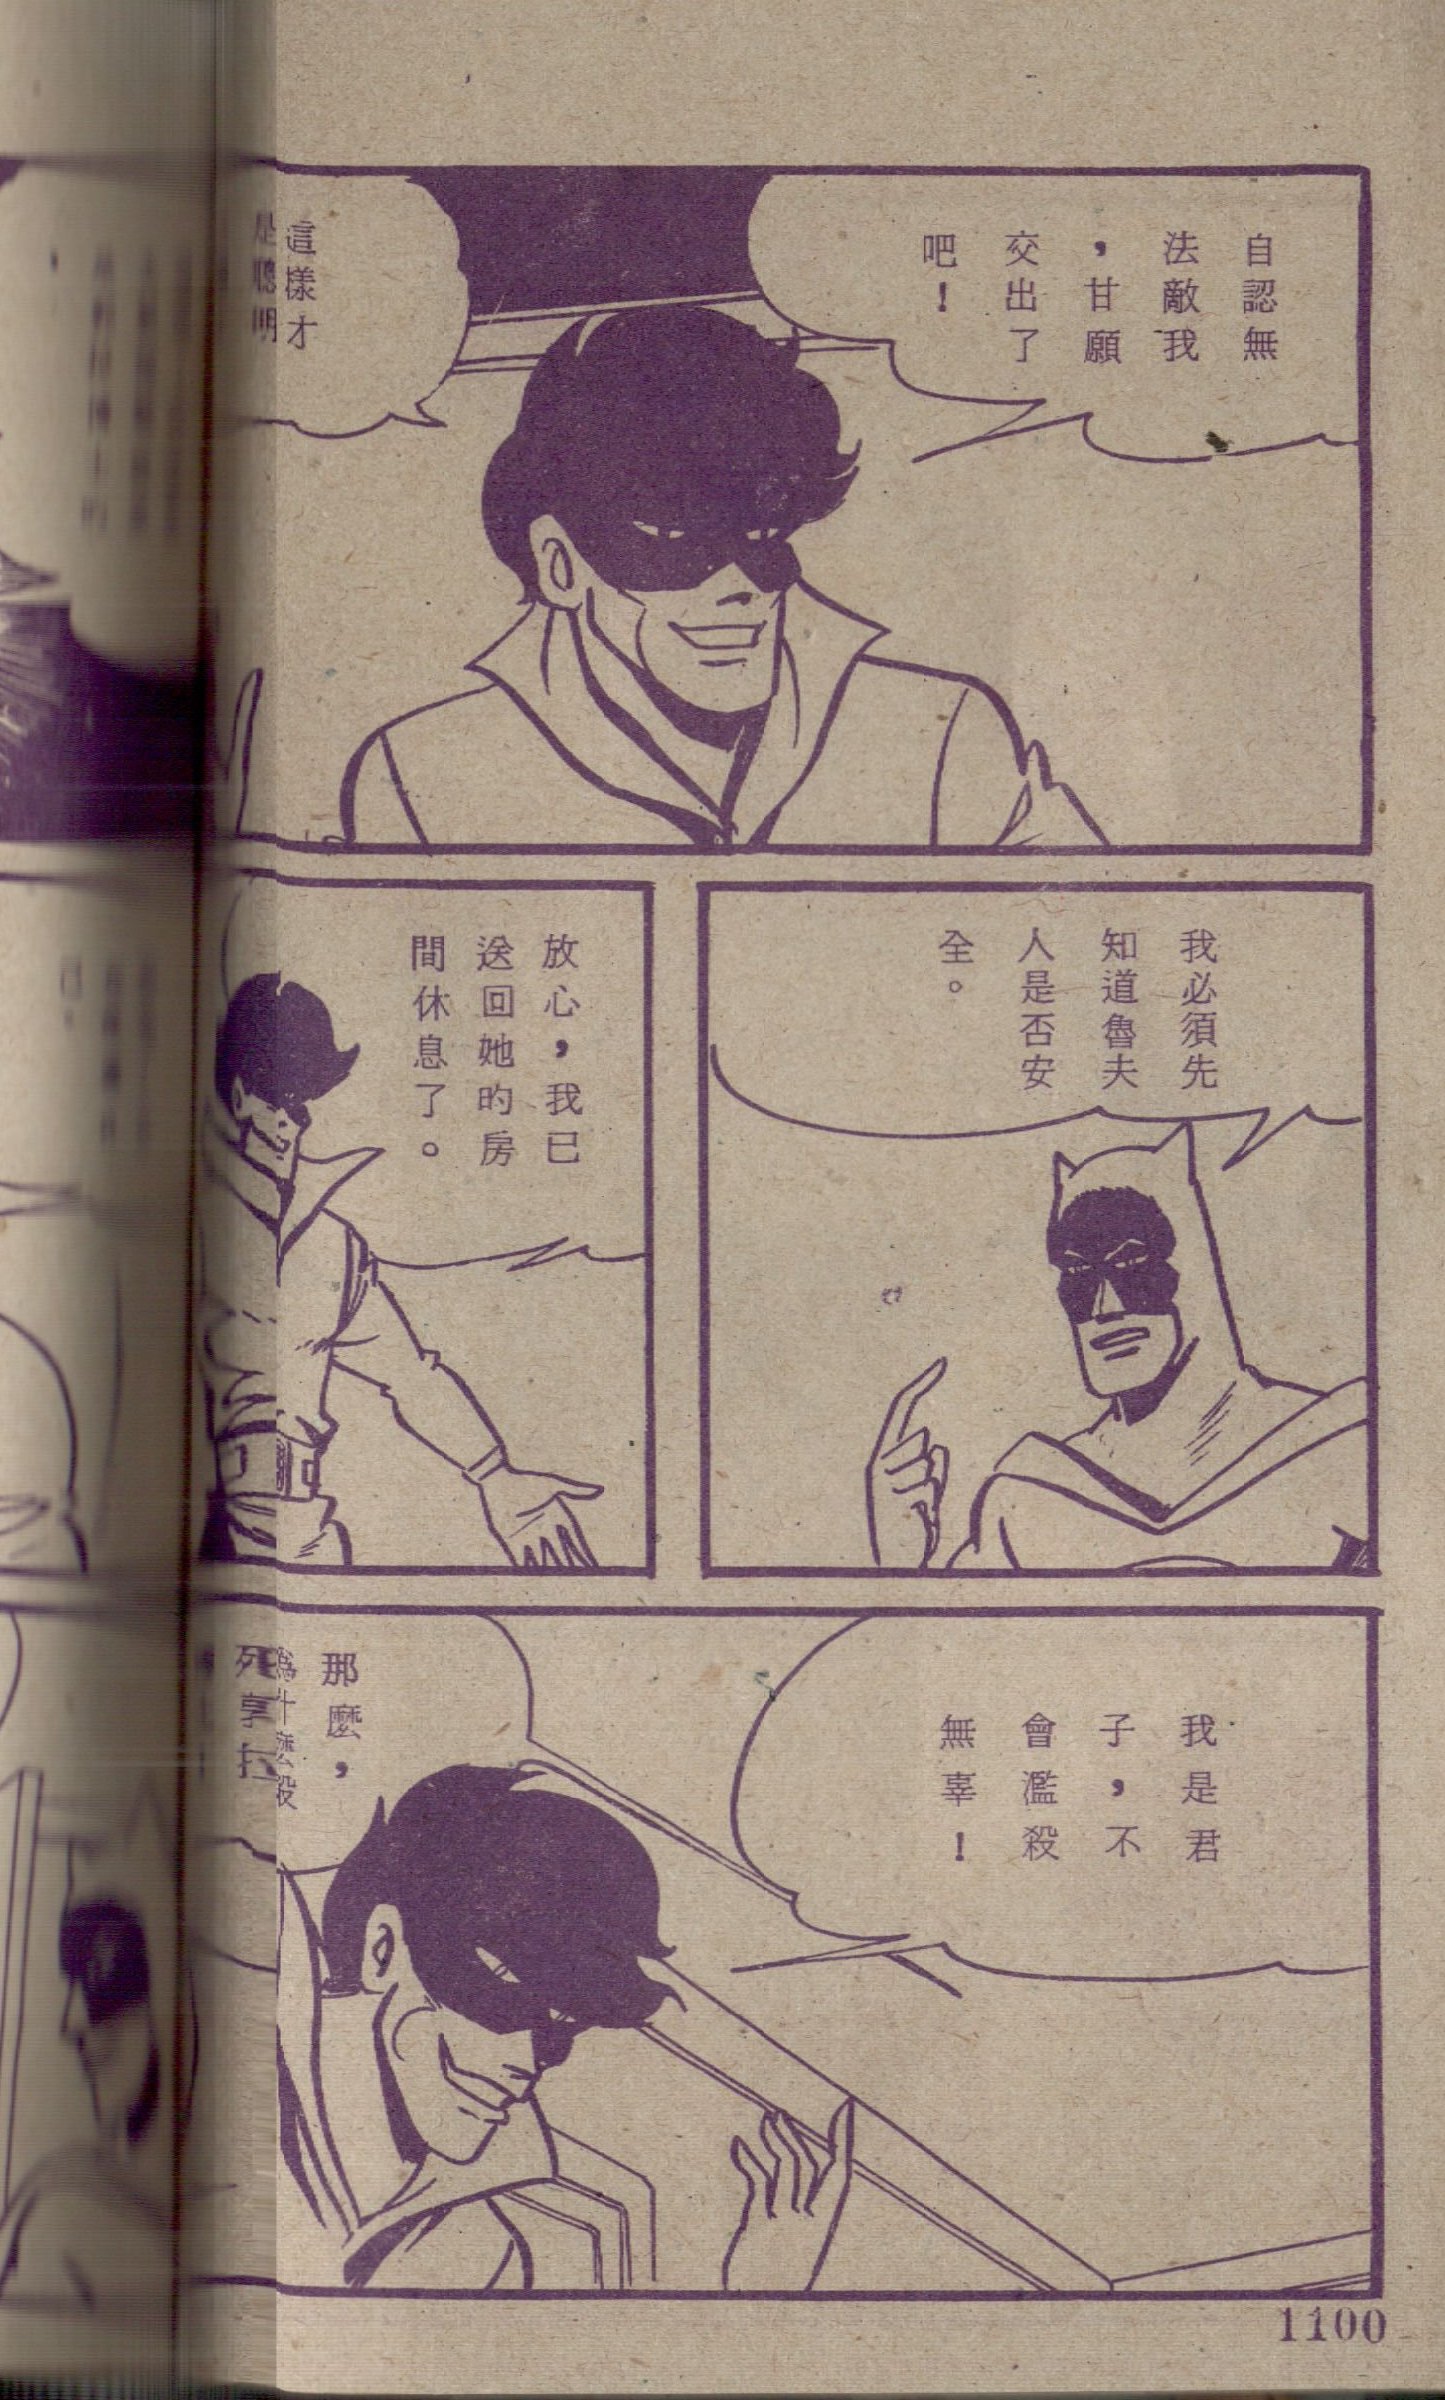 自認無
法敵我
，甘願
交出了
吧！
這樣才
是聰明
我必須先
知道魯夫
人是否安
全。
放心，我已
送回她的房
間休息了。
我是君
子，不
會濫殺
無辜！
那麼，
為什麼殺
死享
1100